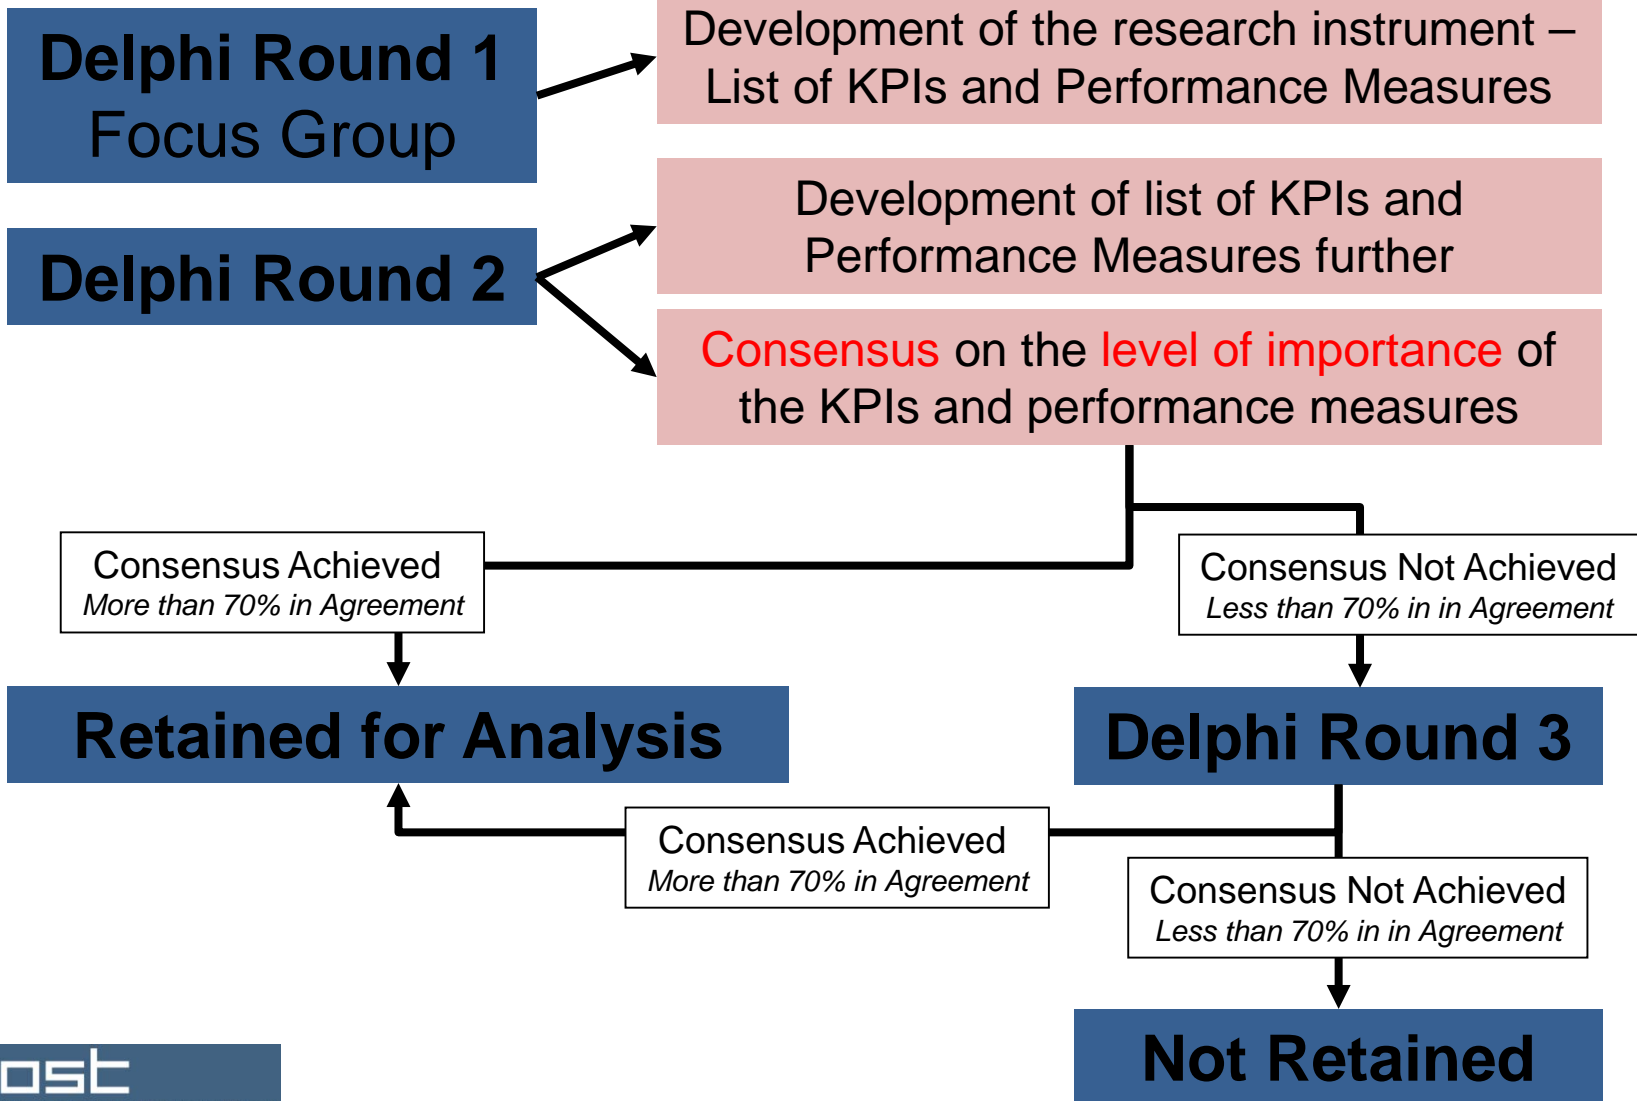 Delphi Round 1
Focus Group
Development of the research instrument –
List of KPIs and Performance Measures
Delphi Round 2
Development of list of KPIs and
Performance Measures further
Consensus on the level of importance of
the KPIs and performance measures
Consensus Achieved
More than 70% in Agreement
Consensus Not Achieved
Less than 70% in in Agreement
Retained for Analysis
Delphi Round 3
Consensus Achieved
More than 70% in Agreement
Consensus Not Achieved
Less than 70% in in Agreement
Not Retained
ost